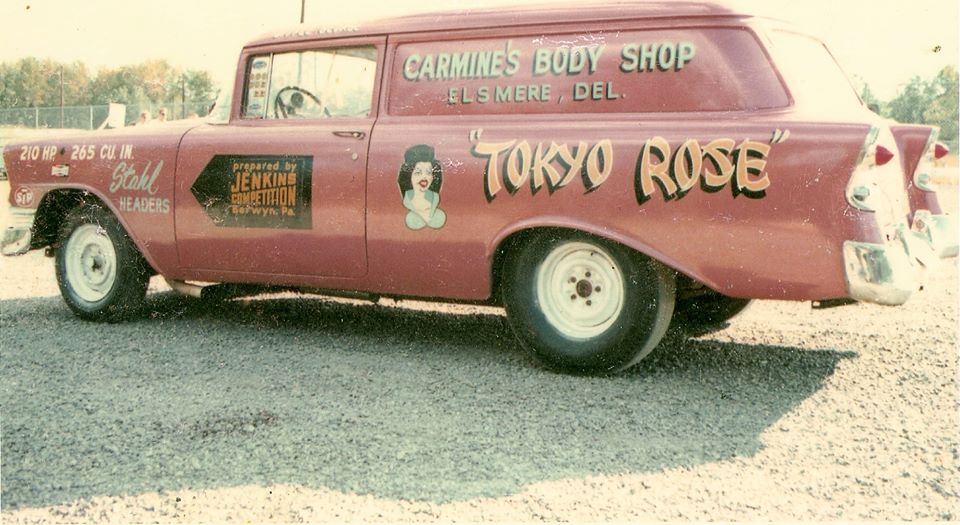 CARMINE'S BODY SHOP
ELSMERE, DEL.
210 HP • 265 CU. IN.
Stahl
HEADERS
STP
prepared by
JENKINS
COMPETITION
Berwyn, Pa.
"TOKYO ROSE"